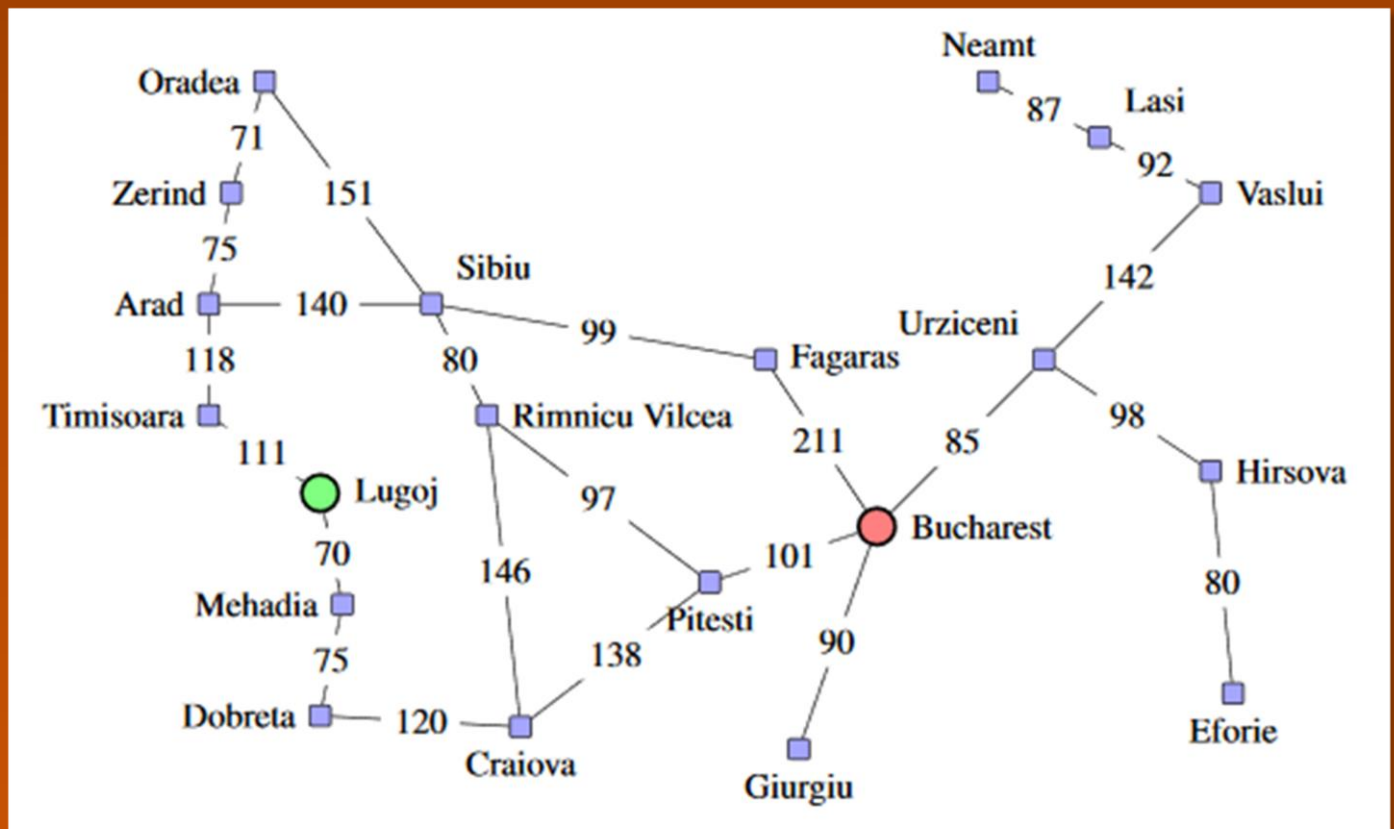 Neamt
Oradea
87
Lasi
71
92
Zerind
151
Vaslui
75
Sibiu
142
Arad
140
99
Urziceni
118
80
Fagaras
Timisoara
Rimnicu Vilcea
98
111
211
85
Hirsova
Lugoj
97
Bucharest
70
101
146
80
Mehadia
Pitesti
90
75
138
Dobreta
120
Eforie
Craiova
Giurgiu